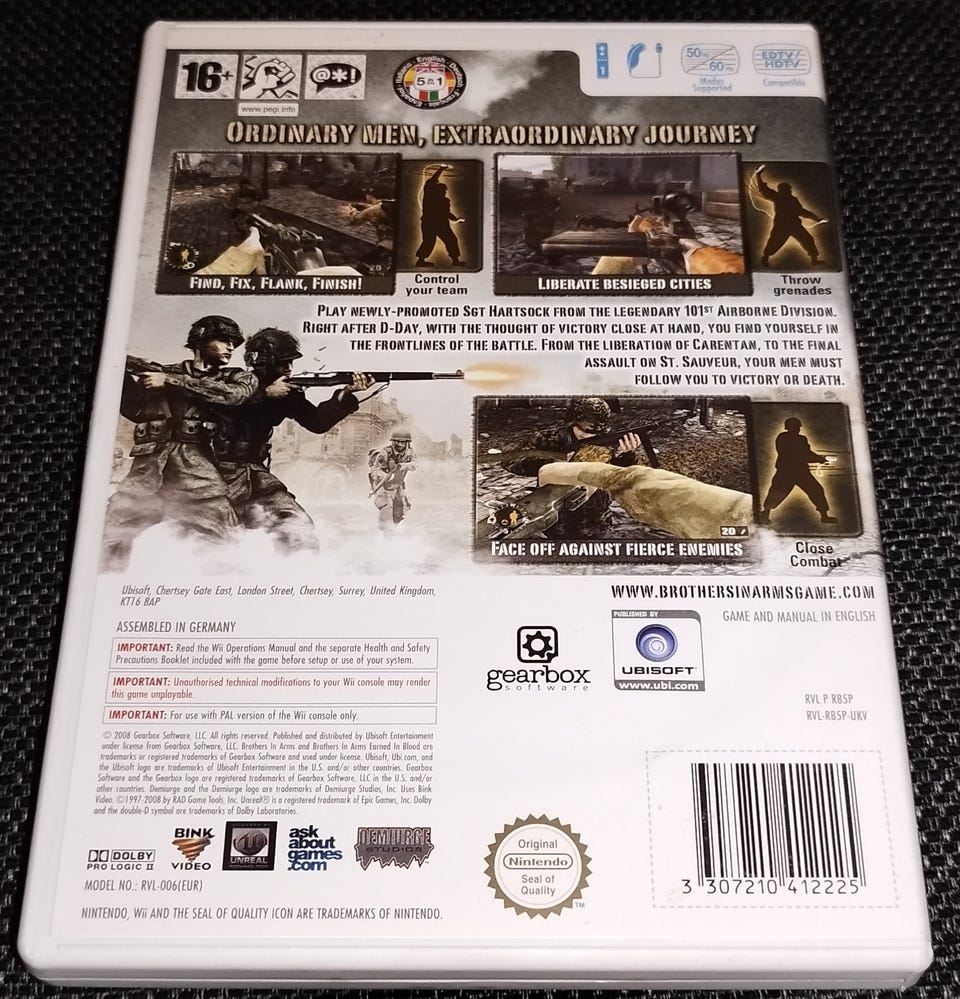 16+
www.pegi.info
@*!
English Deutsch Français Español Italiano
5 in 1
1
50Hz
60Hz
Modes
Supported
EDTV/
HDTV
Compatible
ORDINARY MEN, EXTRAORDINARY JOURNEY
FIND, FIX, FLANK, FINISH!
Control
your team
LIBERATE BESIEGED CITIES
Throw
grenades
PLAY NEWLY-PROMOTED SGT HARTSOCK FROM THE LEGENDARY 101ST AIRBORNE DIVISION.
RIGHT AFTER D-DAY, WITH THE THOUGHT OF VICTORY CLOSE AT HAND, YOU FIND YOURSELF IN
THE FRONTLINES OF THE BATTLE. FROM THE LIBERATION OF CARENTAN, TO THE FINAL
ASSAULT ON ST. SAUVEUR, YOUR MEN MUST
FOLLOW YOU TO VICTORY OR DEATH.
20
FACE OFF AGAINST FIERCE ENEMIES
Close
Combat
Ubisoft, Chertsey Gate East, London Street, Chertsey, Surrey, United Kingdom,
KT16 8AP
WWW.BROTHERSINARMSGAME.COM
GAME AND MANUAL IN ENGLISH
ASSEMBLED IN GERMANY
IMPORTANT: Read the Wii Operations Manual and the separate Health and Safety
Precautions Booklet included with the game before setup or use of your system.
IMPORTANT: Unauthorised technical modifications to your Wii console may render
this game unplayable.
IMPORTANT: For use with PAL version of the Wii console only.
gearbox
software
PUBLISHED BY
UBISOFT
www.ubi.com
RVL P RB5P
RVL-RB5P-UKV
© 2008 Gearbox Software, LLC. All rights reserved. Published and distributed by Ubisoft Entertainment
under license from Gearbox Software, LLC. Brothers In Arms and Brothers In Arms Earned In Blood are
trademarks or registered trademarks of Gearbox Software and used under license. Ubisoft, Ubi.com, and
the Ubisoft logo are trademarks of Ubisoft Entertainment in the U.S. and/or other countries. Gearbox
Software and the Gearbox logo are registered trademarks of Gearbox Software, LLC in the U.S. and/or
other countries. Demiurge and the Demiurge logo are trademarks of Demiurge Studios, Inc. Uses Bink
Video. ©1997-2008 by RAD Game Tools, Inc. Unreal® is a registered trademark of Epic Games, Inc. Dolby
and the double-D symbol are trademarks of Dolby Laboratories.
DOLBY
PRO LOGIC II
BINK
VIDEO
POWERED BY
UNREAL
TECHNOLOGY
ask
about
games
.com
DEMIURGE
STUDIOS
MODEL NO.: RVL-006(EUR)
NINTENDO, Wii AND THE SEAL OF QUALITY ICON ARE TRADEMARKS OF NINTENDO.
Original
Nintendo
Seal of
Quality
TM
3 307210 412225